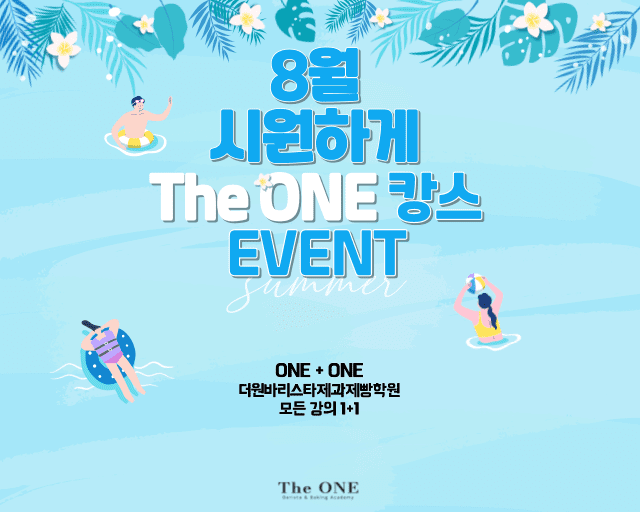 8월
시원하게
The ONE 캉스
EVENT
summer
ONE + ONE
더원바리스타제과제빵학원
모든 강의 1+1
The ONE
Barista & Baking Academy